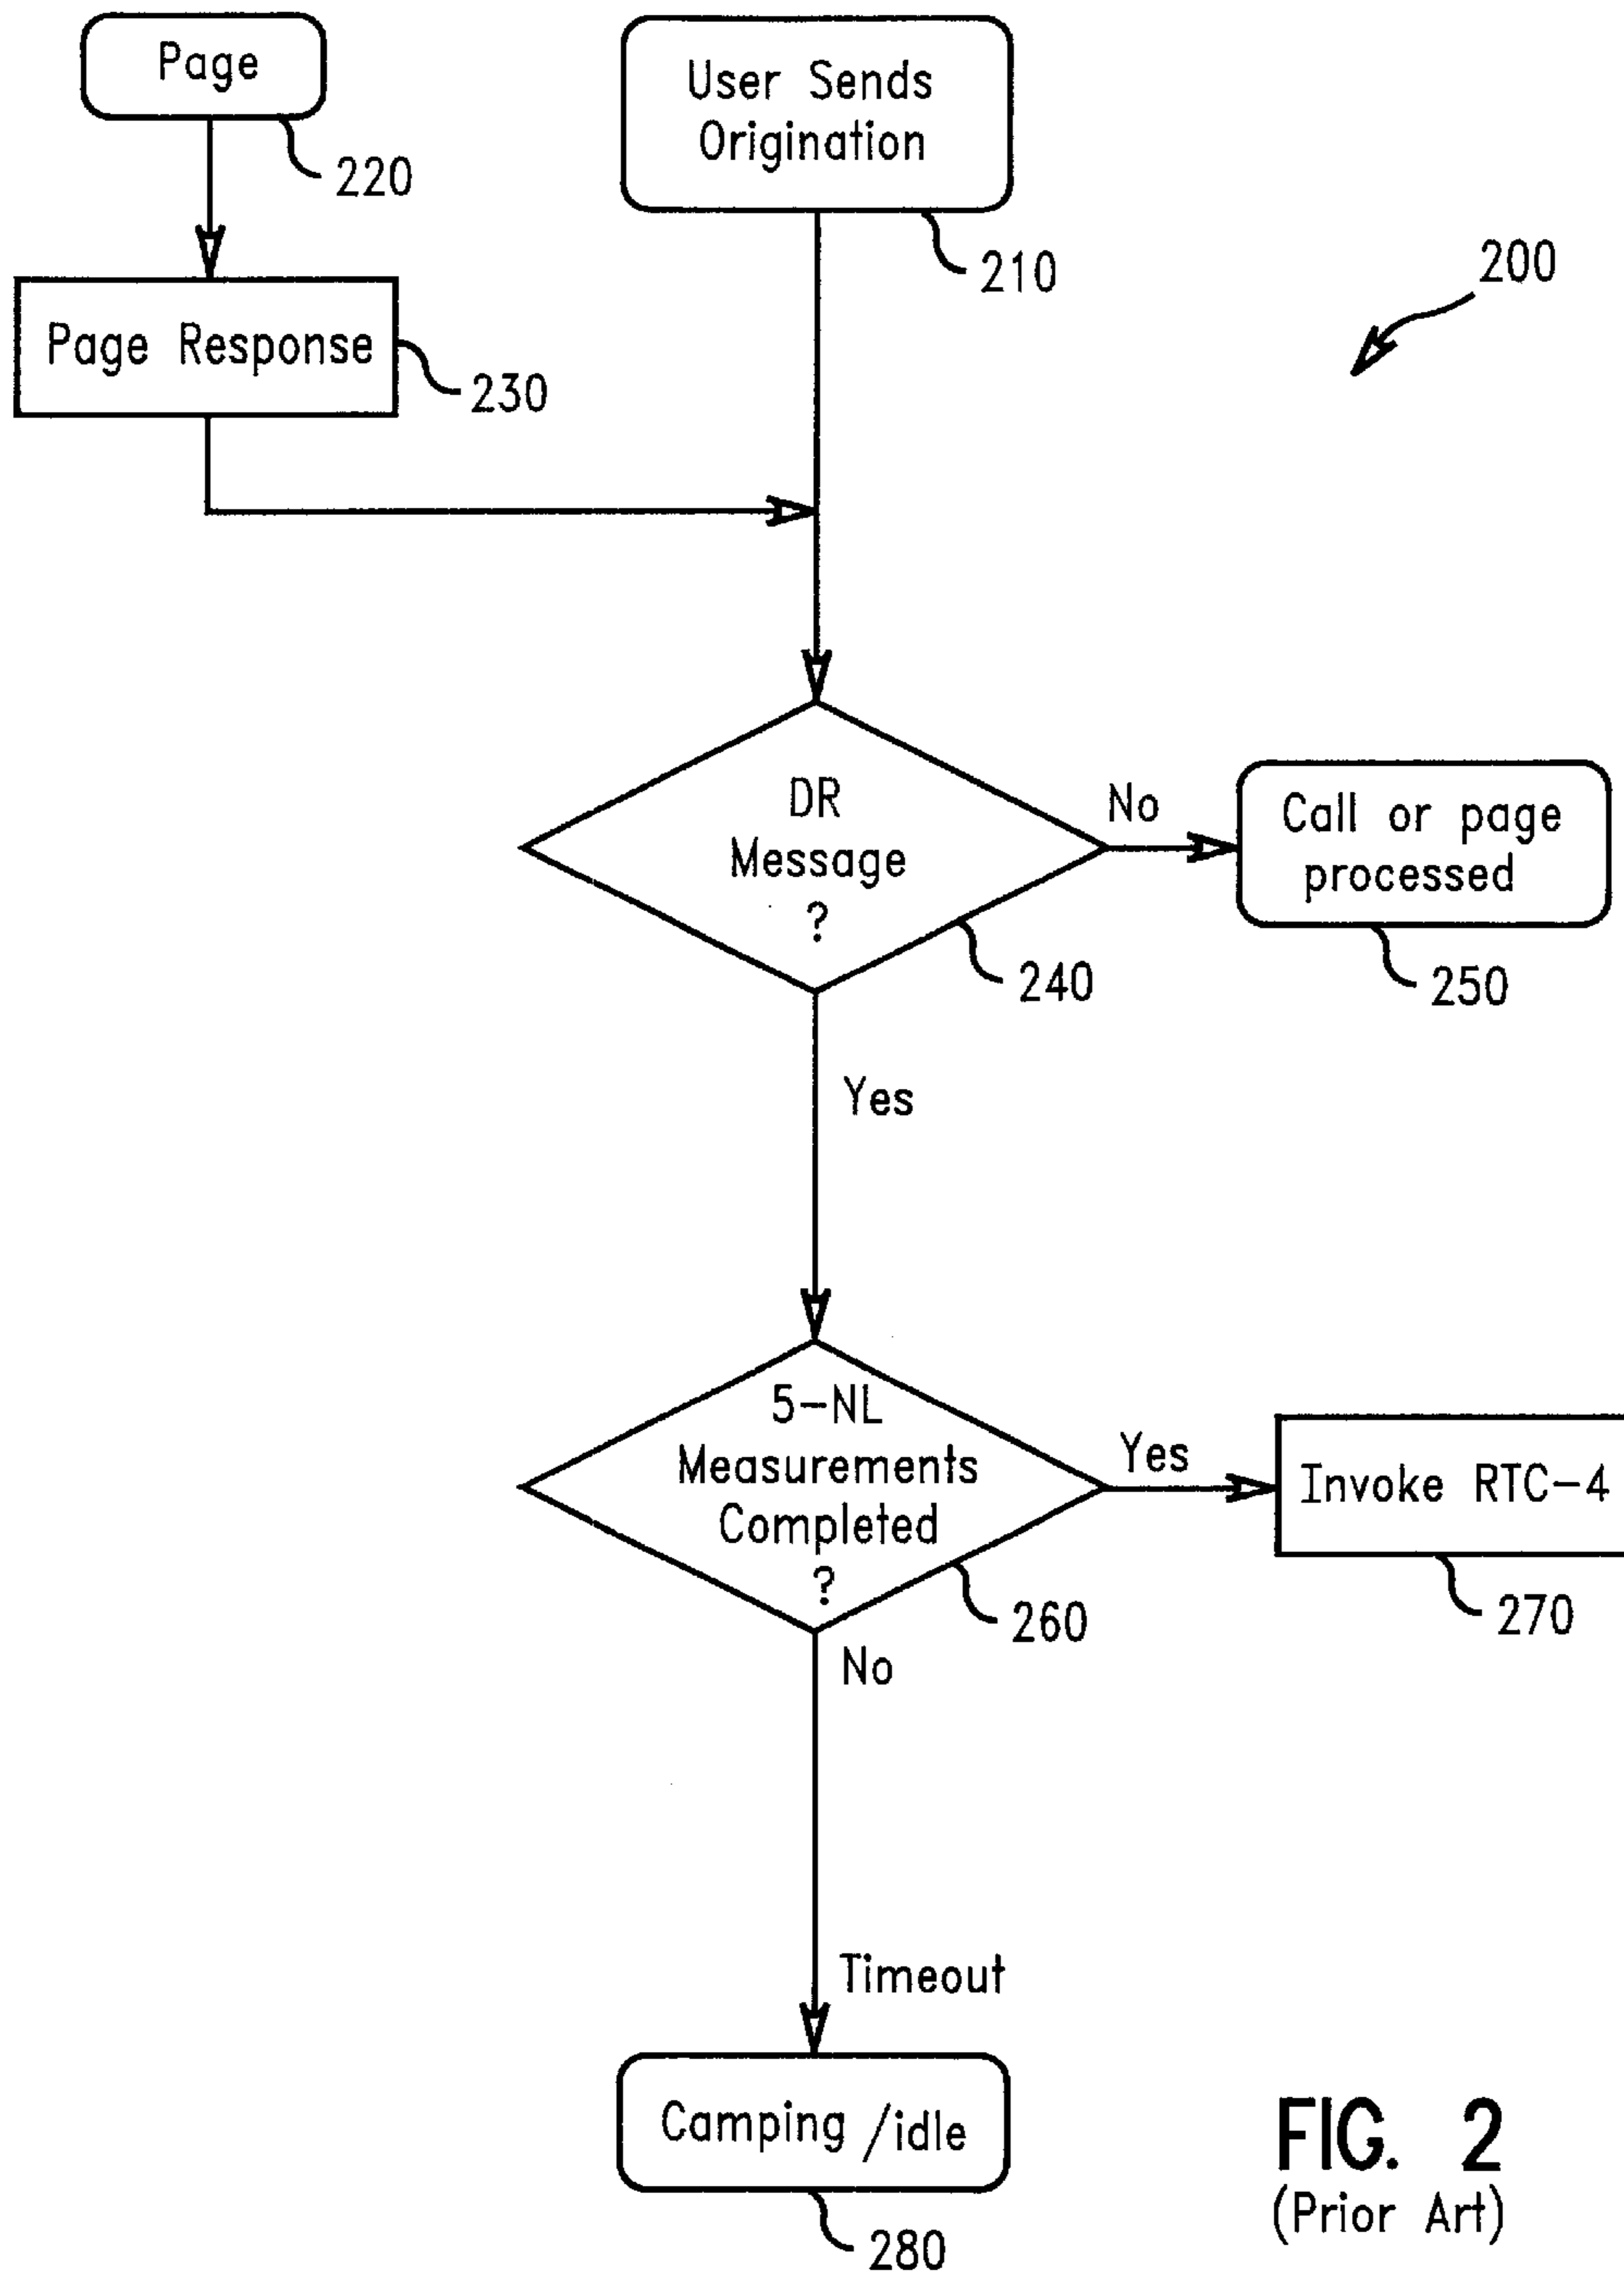 Page
220
User Sends
Origination
210
200
Page Response
230
DR
Message
?
240
No
Call or page
processed
250
Yes
5-NL
Measurements
Completed
?
260
Yes
Invoke RTC-4
270
No
Timeout
Camping /idle
280
FIG. 2
(Prior Art)